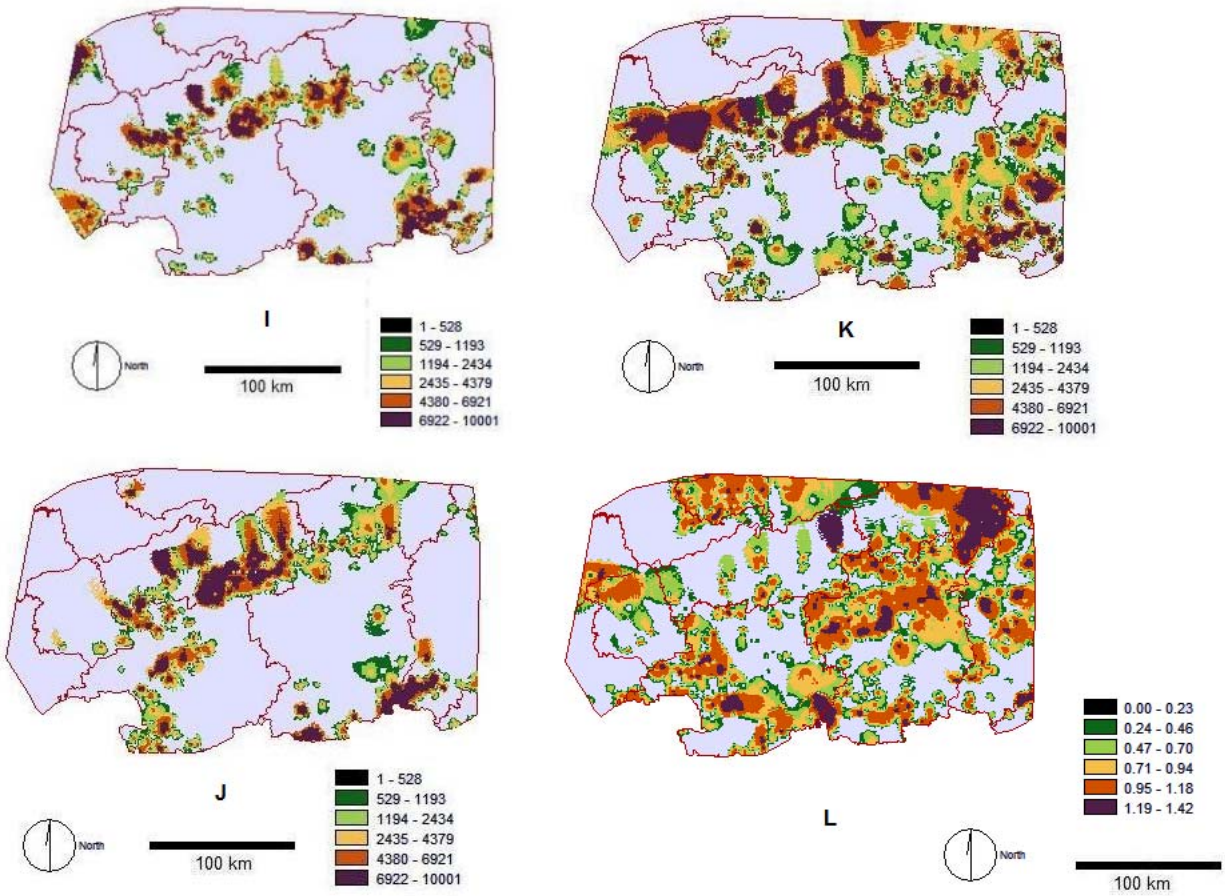 I
North
100 km
1 - 528
529 - 1193
1194 - 2434
2435 - 4379
4380 - 6921
6922 - 10001
K
North
100 km
1 - 528
529 - 1193
1194 - 2434
2435 - 4379
4380 - 6921
6922 - 10001
J
North
100 km
1 - 528
529 - 1193
1194 - 2434
2435 - 4379
4380 - 6921
6922 - 10001
L
0.00 - 0.23
0.24 - 0.46
0.47 - 0.70
0.71 - 0.94
0.95 - 1.18
1.19 - 1.42
North
100 km